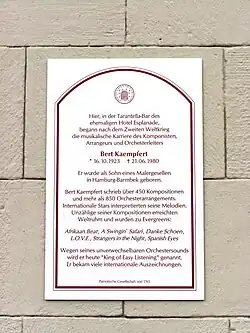 Hier, in der Tarantella-Bar des
ehemaligen Hotel Esplanade,
begann nach dem Zweiten Weltkrieg
die musikalische Karriere des Komponisten,
Arrangeurs und Orchesterleiters
Bert Kaempfert
* 16.10.1923 † 21.06.1980
Er wurde als Sohn eines Malergesellen
in Hamburg-Barmbek geboren.
Bert Kaempfert schrieb über 450 Kompositionen
und mehr als 850 Orchesterarrangements.
Internationale Stars interpretierten seine Melodien.
Unzählige seiner Kompositionen erreichten
Weltruhm und wurden zu Evergreens:
Afrikaan Beat, A Swingin' Safari, Danke Schoen,
L.O.V.E., Strangers in the Night, Spanish Eyes
Wegen seines unverwechselbaren Orchestersounds
wird er heute "King of Easy Listening" genannt.
Er bekam viele internationale Auszeichnungen.
Patriotische Gesellschaft von 1765